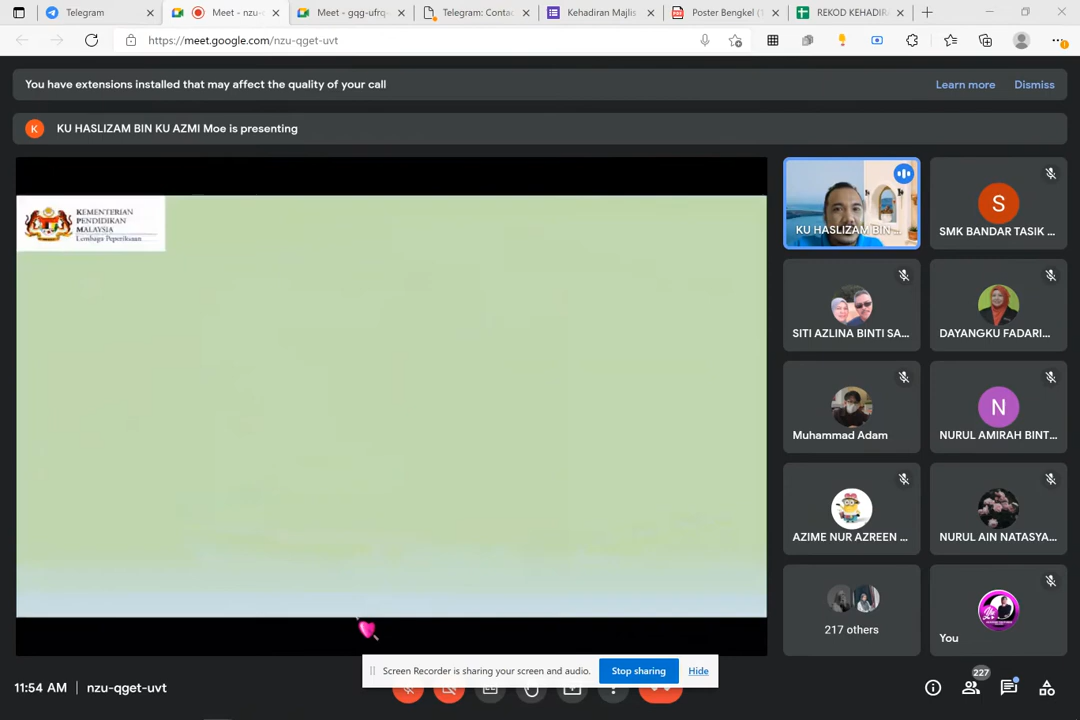 Telegram
Meet - nzu-
Meet - gqg-ufrq
Telegram: Conta
Kehadiran Majlis
Poster Bengkel (
REKOD KEHADIR
https://meet.google.com/nzu-qget-uvt
You have extensions installed that may affect the quality of your call
Learn more
Dismiss
K
KU HASLIZAM BIN KU AZMI Moe is presenting
KEMENTERIAN
PENDIDIKAN
MALAYSIA
Lembaga Peperiksaan
KU HASLIZAM BIN ...
S
SMK BANDAR TASIK ...
SITI AZLINA BINTI SA...
DAYANGKU FADARI...
Muhammad Adam
N
NURUL AMIRAH BINT...
AZIME NUR AZREEN ...
NURUL AIN NATASYA...
217 others
You
Screen Recorder is sharing your screen and audio.
Stop sharing
Hide
11:54 AM
nzu-qget-uvt
227